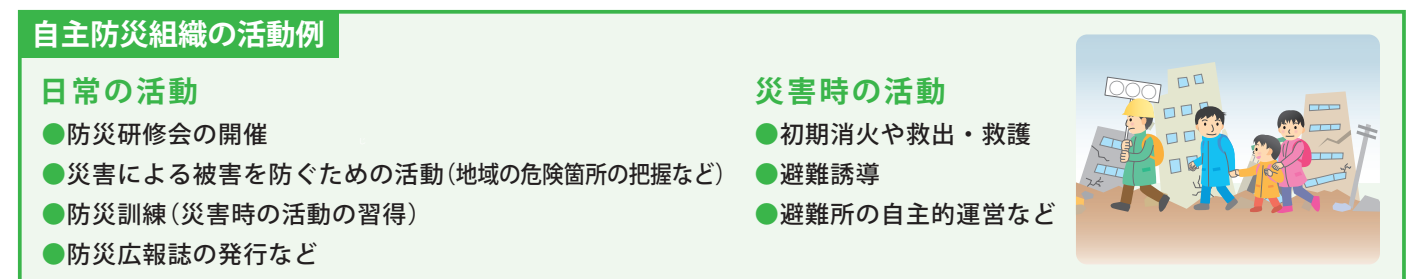 自主防災組織の活動例
日常の活動
●防災研修会の開催
●災害による被害を防ぐための活動(地域の危険箇所の把握など)
●防災訓練(災害時の活動の習得)
●防災広報誌の発行など
災害時の活動
●初期消火や救出・救護
●避難誘導
●避難所の自主的運営など